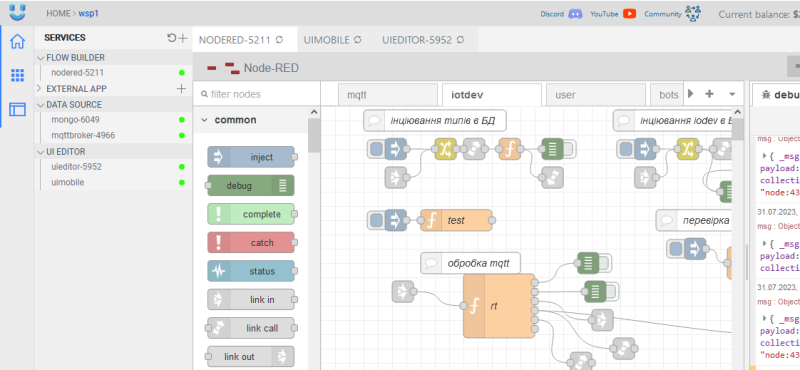 HOME > wsp1
Discord
YouTube
Community
Current balance: $
SERVICES
NODERED-5211
UIMOBILE
UIEDITOR-5952
FLOW BUILDER
nodered-5211
EXTERNAL APP
DATA SOURCE
mongo-6049
mqttbroker-4966
UI EDITOR
uieditor-5952
uimobile
Node-RED
filter nodes
mqtt
iotdev
user
bots
debu
common
inject
debug
complete
catch
status
link in
link call
link out
ініціювання типів в БД
ініціювання iodev в Б
test
перевірка
обробка mqtt
rt
msg : Object
{ _msg
payload:
collecti
"node:43
31.07.2023,
msg : Object
{ _msg
payload:
collecti
31.07.2023,
msg : Object
{ _msg
payload:
collecti
"node:43